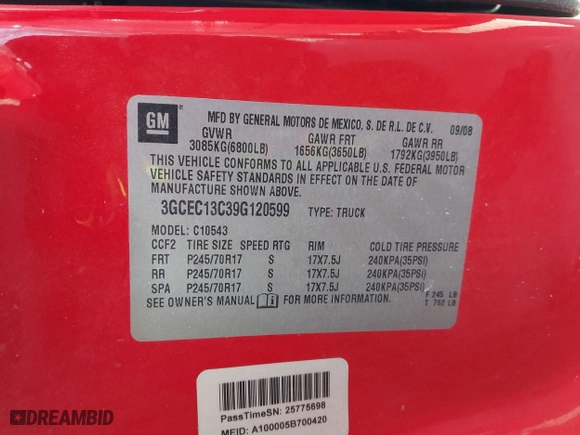 GM
MFD BY GENERAL MOTORS DE MEXICO, S. DE R.L. DE C.V. 09/08
GVWR GAWR FRT GAWR RR
3085KG(6800LB) 1656KG(3650LB) 1792KG(3950LB)
THIS VEHICLE CONFORMS TO ALL APPLICABLE U.S. FEDERAL MOTOR
VEHICLE SAFETY STANDARDS IN EFFECT ON THE DATE OF
MANUFACTURE SHOWN ABOVE.
3GCEC13C39G120599 TYPE: TRUCK
MODEL: C10543
CCF2 TIRE SIZE SPEED RTG RIM COLD TIRE PRESSURE
FRT P245/70R17 S 17X7.5J 240KPA(35PSI)
RR P245/70R17 S 17X7.5J 240KPA(35PSI)
SPA P245/70R17 S 17X7.5J 240KPA(35PSI)
SEE OWNER'S MANUAL FOR MORE INFORMATION. F 245 LB
T 762 LB
PassTimeSN: 25775698
MEID: A100005B700420
DREAMBID